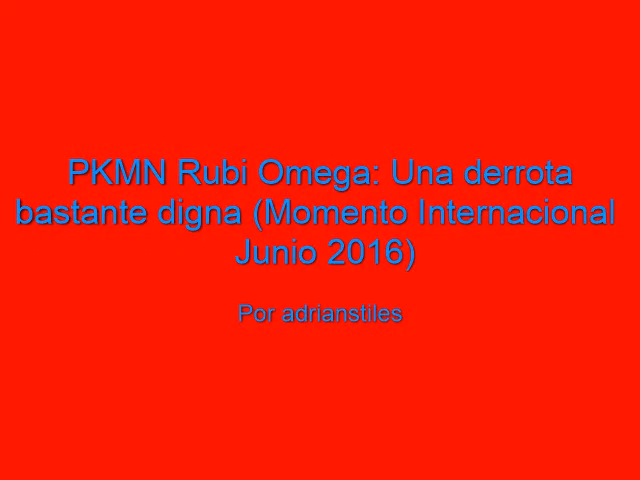 PKMN Rubi Omega: Una derrota
bastante digna (Momento Internacional
Junio 2016)
Por adrianstiles